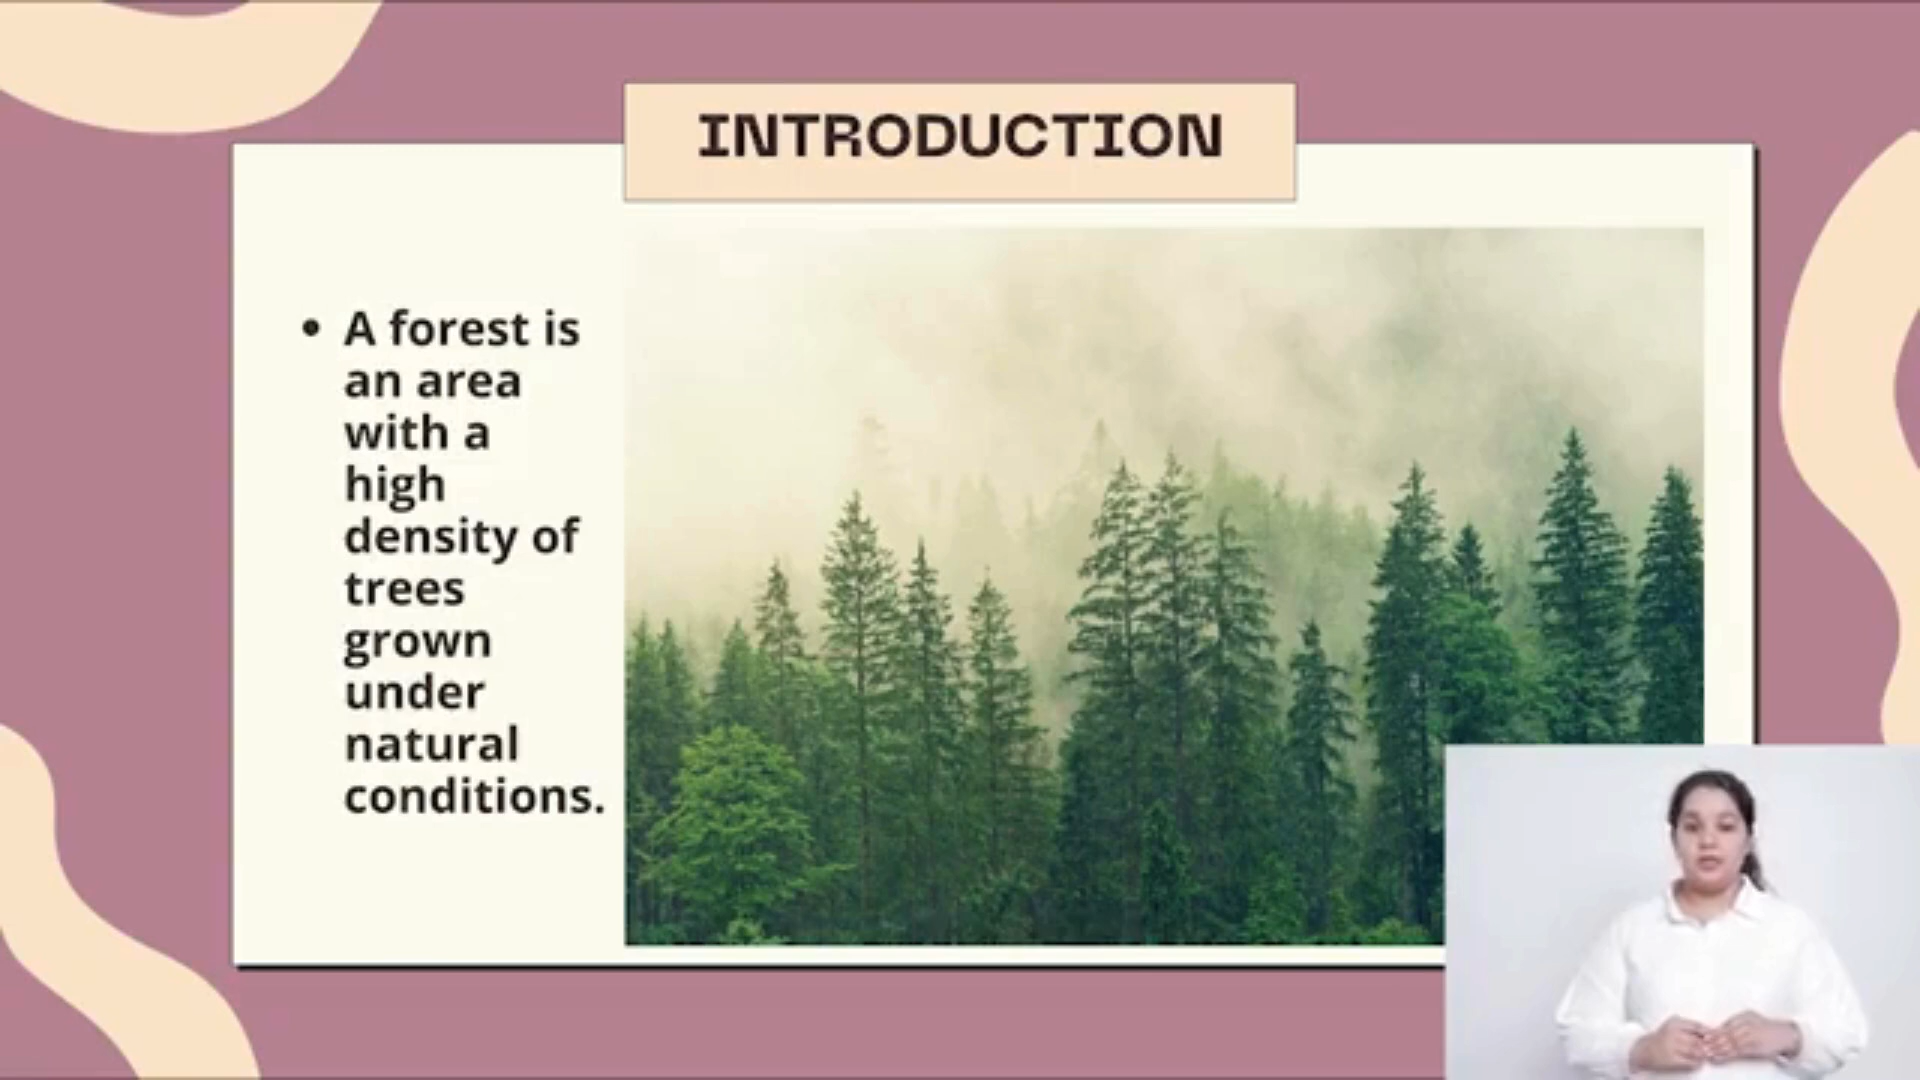 INTRODUCTION
• A forest is
an area
with a
high
density of
trees
grown
under
natural
conditions.